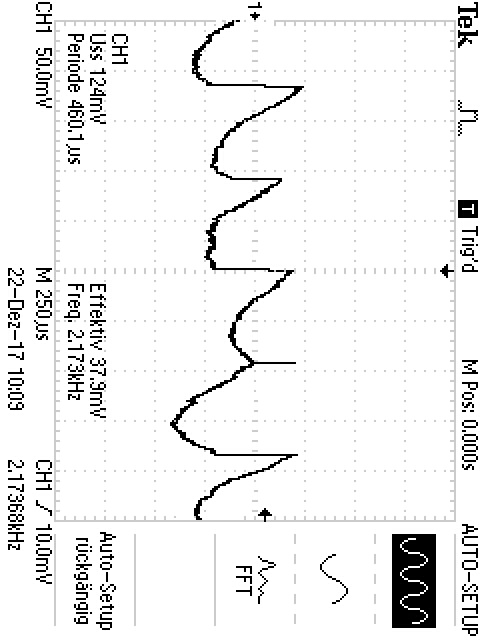 Tek T Trig'd M Pos: 0.000s AUTO-SETUP
1
FFT
CH1
Uss 124mV
Periode 460.1µs
Effektiv 37.9mV
Freq. 2.173kHz
Auto-Setup
rückgängig
CH1 50.0mV M 250µs CH1 / 10.0mV
22-Dez-17 10:09 2.17368kHz